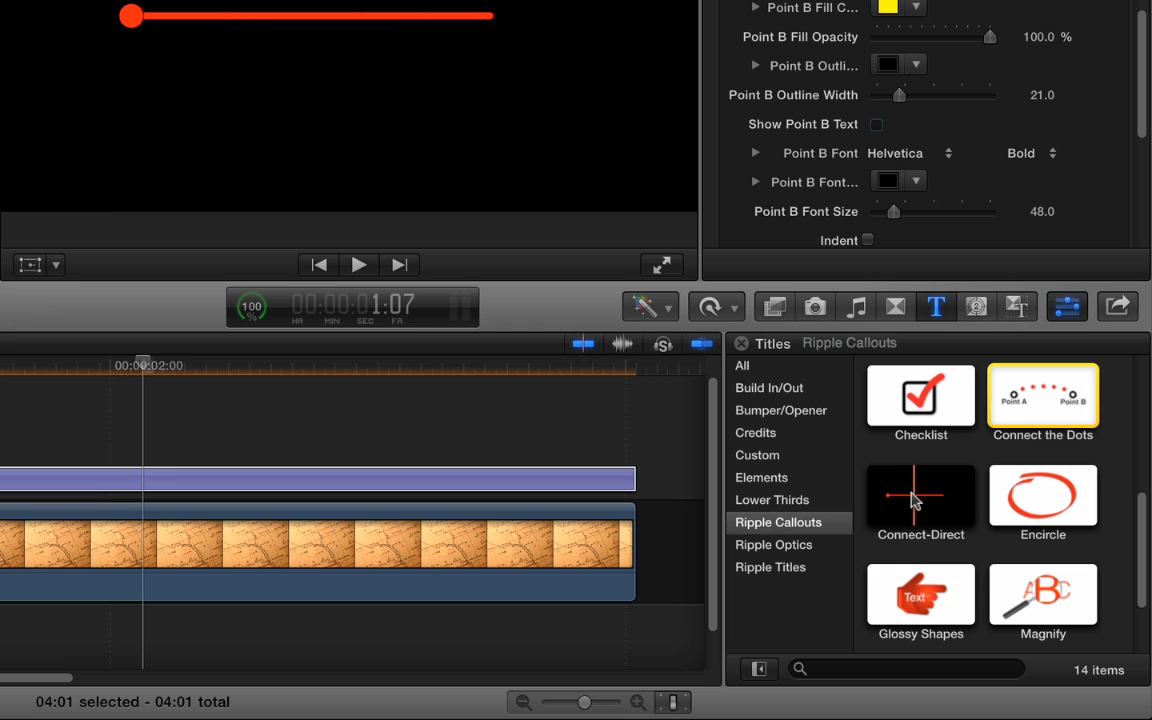 Point B Fill C...
Point B Fill Opacity 100.0 %
Point B Outli...
Point B Outline Width 21.0
Show Point B Text
Point B Font Helvetica Bold
Point B Font...
Point B Font Size 48.0
Indent
100 %
00:00:01:07
HR MIN SEC FR
T
2
T
Titles Ripple Callouts
00:00:02:00
S
All
Build In/Out
Bumper/Opener
Credits
Custom
Elements
Lower Thirds
Ripple Callouts
Ripple Optics
Ripple Titles
Point A Point B
Checklist Connect the Dots
Connect-Direct Encircle
Text ABC
Glossy Shapes Magnify
14 items
04:01 selected - 04:01 total